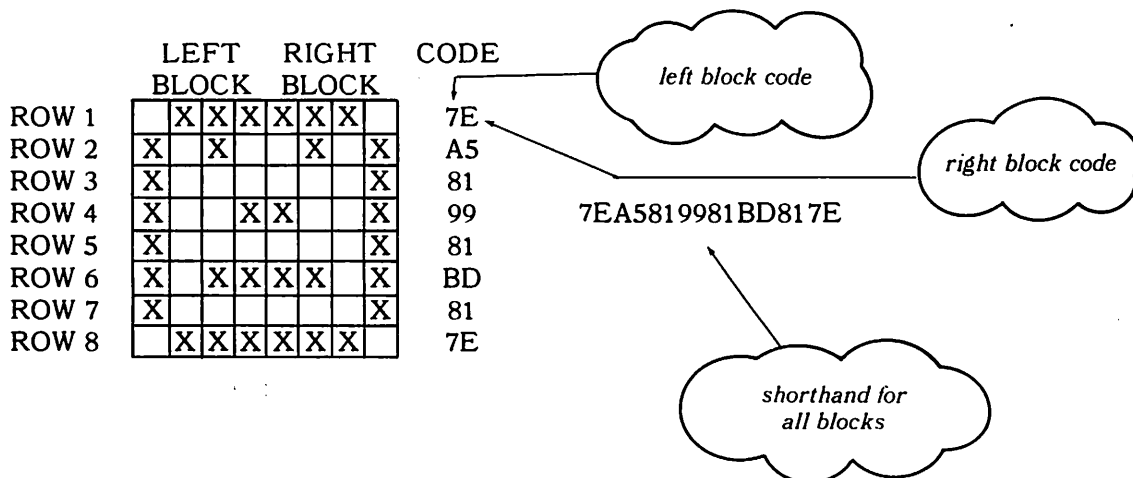 LEFT RIGHT CODE
BLOCK BLOCK
ROW 1 X X X X X X 7E
ROW 2 X X X X A5
ROW 3 X X 81
ROW 4 X X X X 99
ROW 5 X X 81
ROW 6 X X X X X X BD
ROW 7 X X 81
ROW 8 X X X X X X 7E
left block code
right block code
7EA5819981BD817E
shorthand for
all blocks